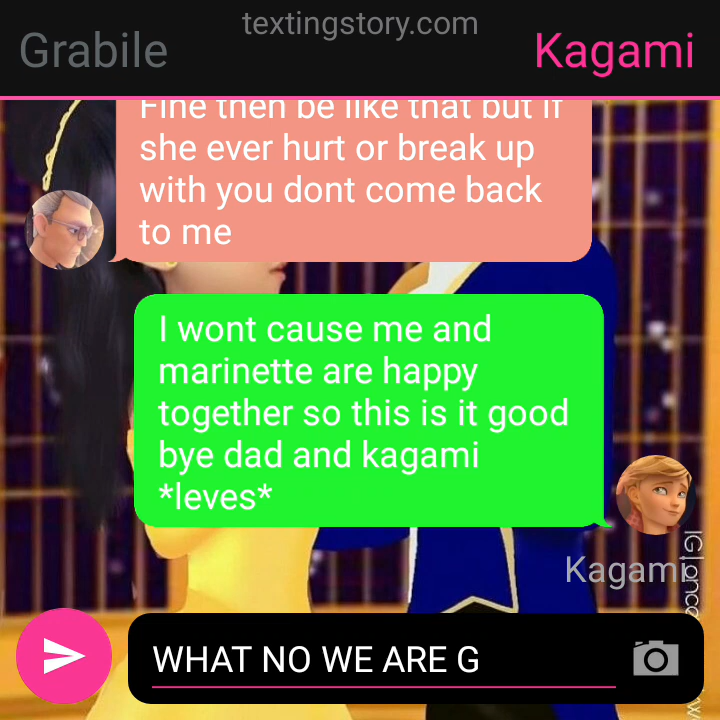 textingstory.com
Grabile
Kagami
Fine then be like that but if
she ever hurt or break up
with you dont come back
to me
I wont cause me and
marinette are happy
together so this is it good
bye dad and kagami
*leves*
Kagami
WHAT NO WE ARE G